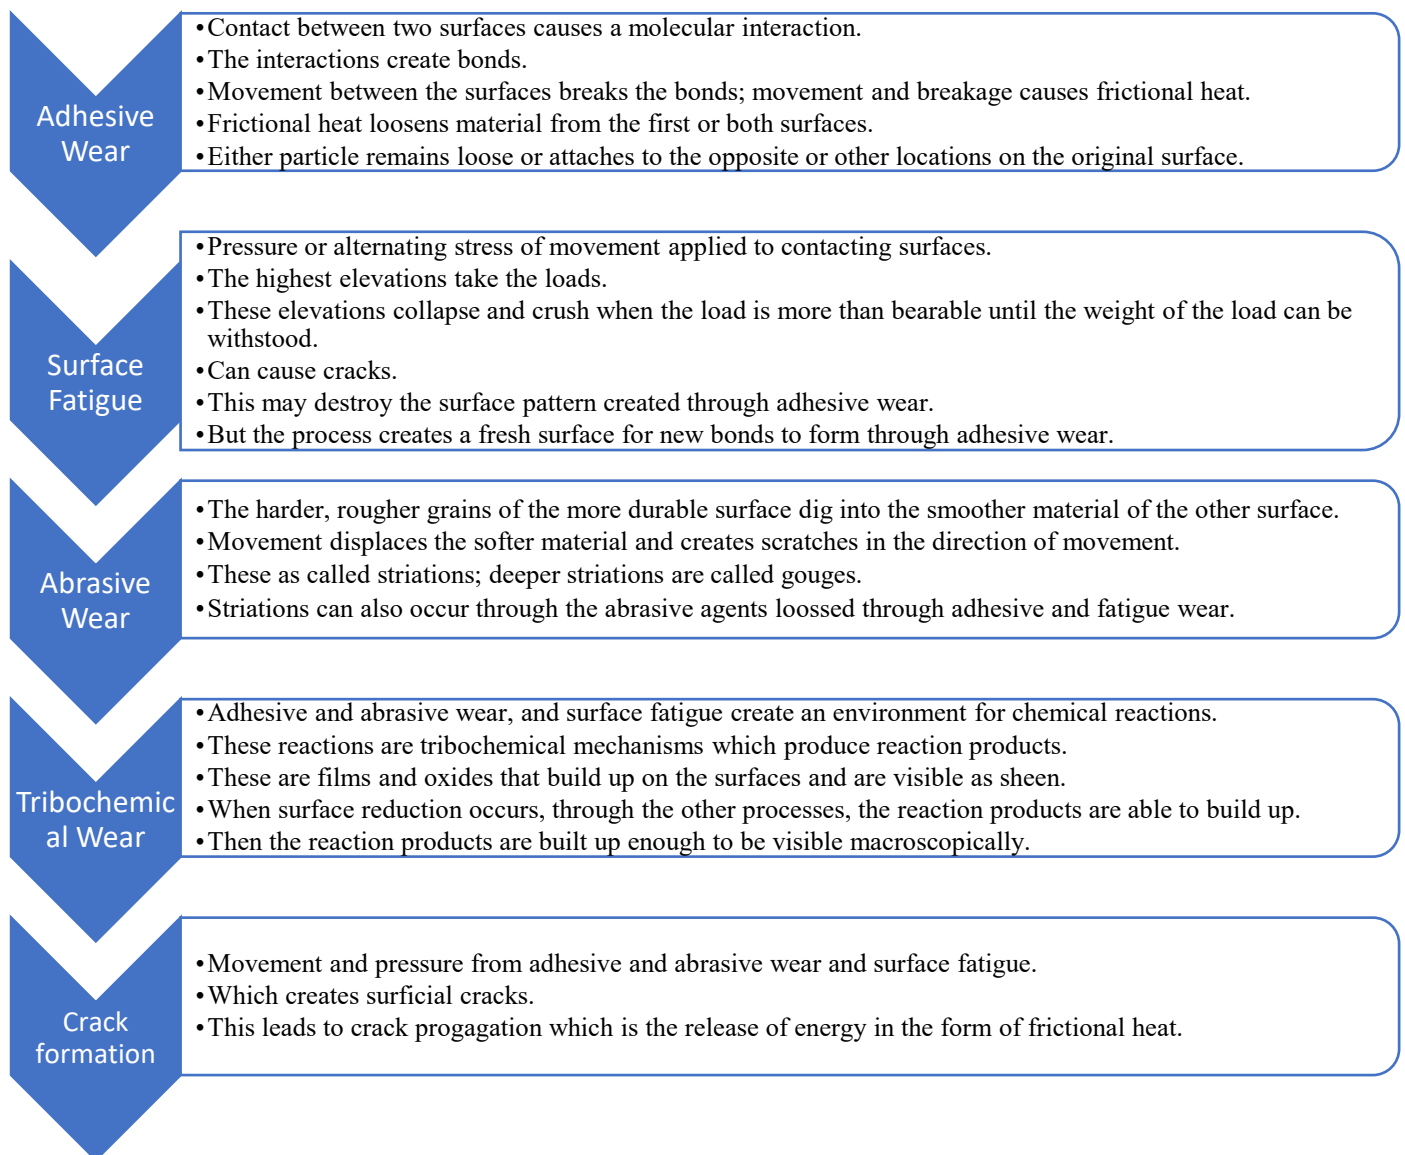 Adhesive
Wear
•Contact between two surfaces causes a molecular interaction.
•The interactions create bonds.
•Movement between the surfaces breaks the bonds; movement and breakage causes frictional heat.
•Frictional heat loosens material from the first or both surfaces.
•Either particle remains loose or attaches to the opposite or other locations on the original surface.
Surface
Fatigue
•Pressure or alternating stress of movement applied to contacting surfaces.
•The highest elevations take the loads.
•These elevations collapse and crush when the load is more than bearable until the weight of the load can be
withstood.
•Can cause cracks.
•This may destroy the surface pattern created through adhesive wear.
•But the process creates a fresh surface for new bonds to form through adhesive wear.
Abrasive
Wear
•The harder, rougher grains of the more durable surface dig into the smoother material of the other surface.
•Movement displaces the softer material and creates scratches in the direction of movement.
•These as called striations; deeper striations are called gouges.
•Striations can also occur through the abrasive agents loossed through adhesive and fatigue wear.
Tribochemic
al Wear
•Adhesive and abrasive wear, and surface fatigue create an environment for chemical reactions.
•These reactions are tribochemical mechanisms which produce reaction products.
•These are films and oxides that build up on the surfaces and are visible as sheen.
•When surface reduction occurs, through the other processes, the reaction products are able to build up.
•Then the reaction products are built up enough to be visible macroscopically.
Crack
formation
•Movement and pressure from adhesive and abrasive wear and surface fatigue.
•Which creates surficial cracks.
•This leads to crack progagation which is the release of energy in the form of frictional heat.